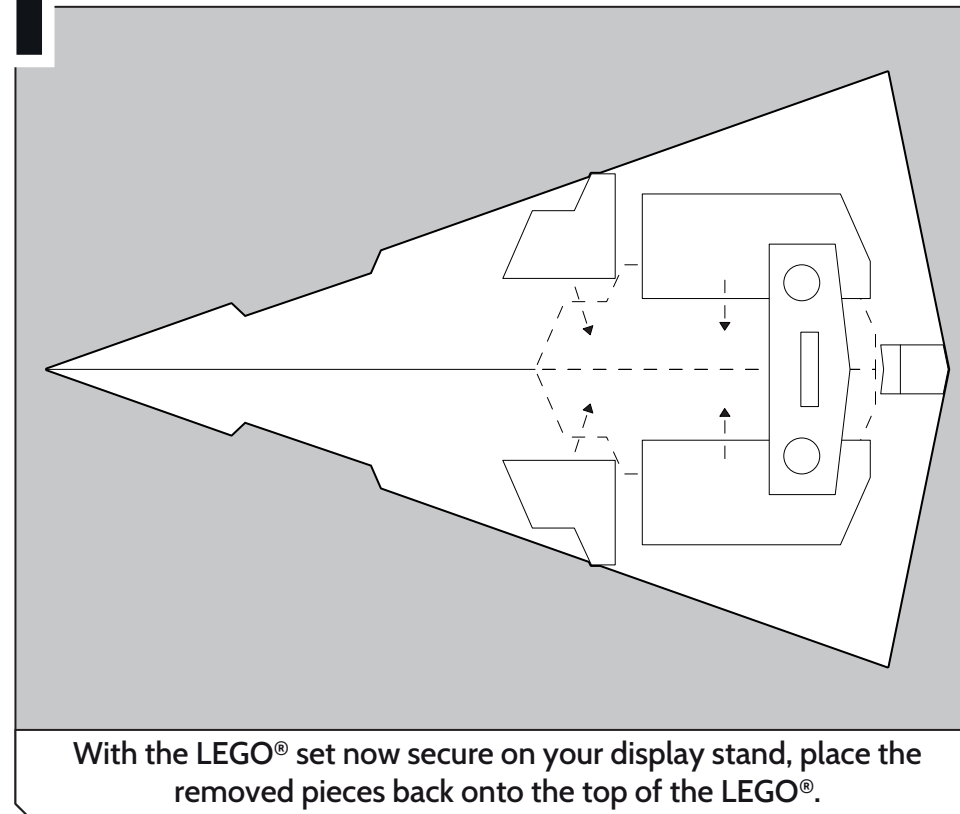 With the LEGO® set now secure on your display stand, place the
removed pieces back onto the top of the LEGO®.